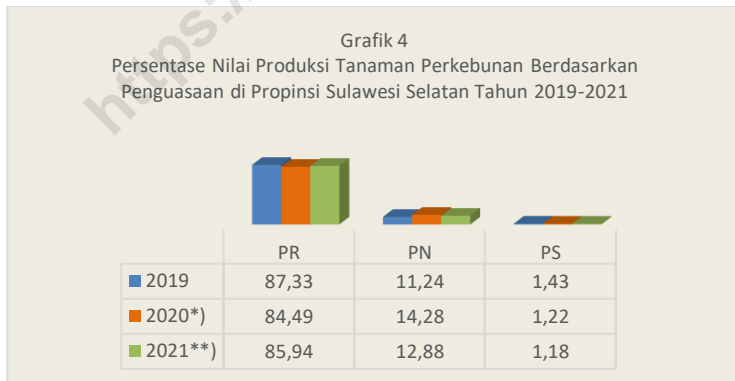 https:/
Grafik 4
Persentase Nilai Produksi Tanaman Perkebunan Berdasarkan
Penguasaan di Propinsi Sulawesi Selatan Tahun 2019-2021
PR PN PS
2019 87,33 11,24 1,43
2020*) 84,49 14,28 1,22
2021**) 85,94 12,88 1,18